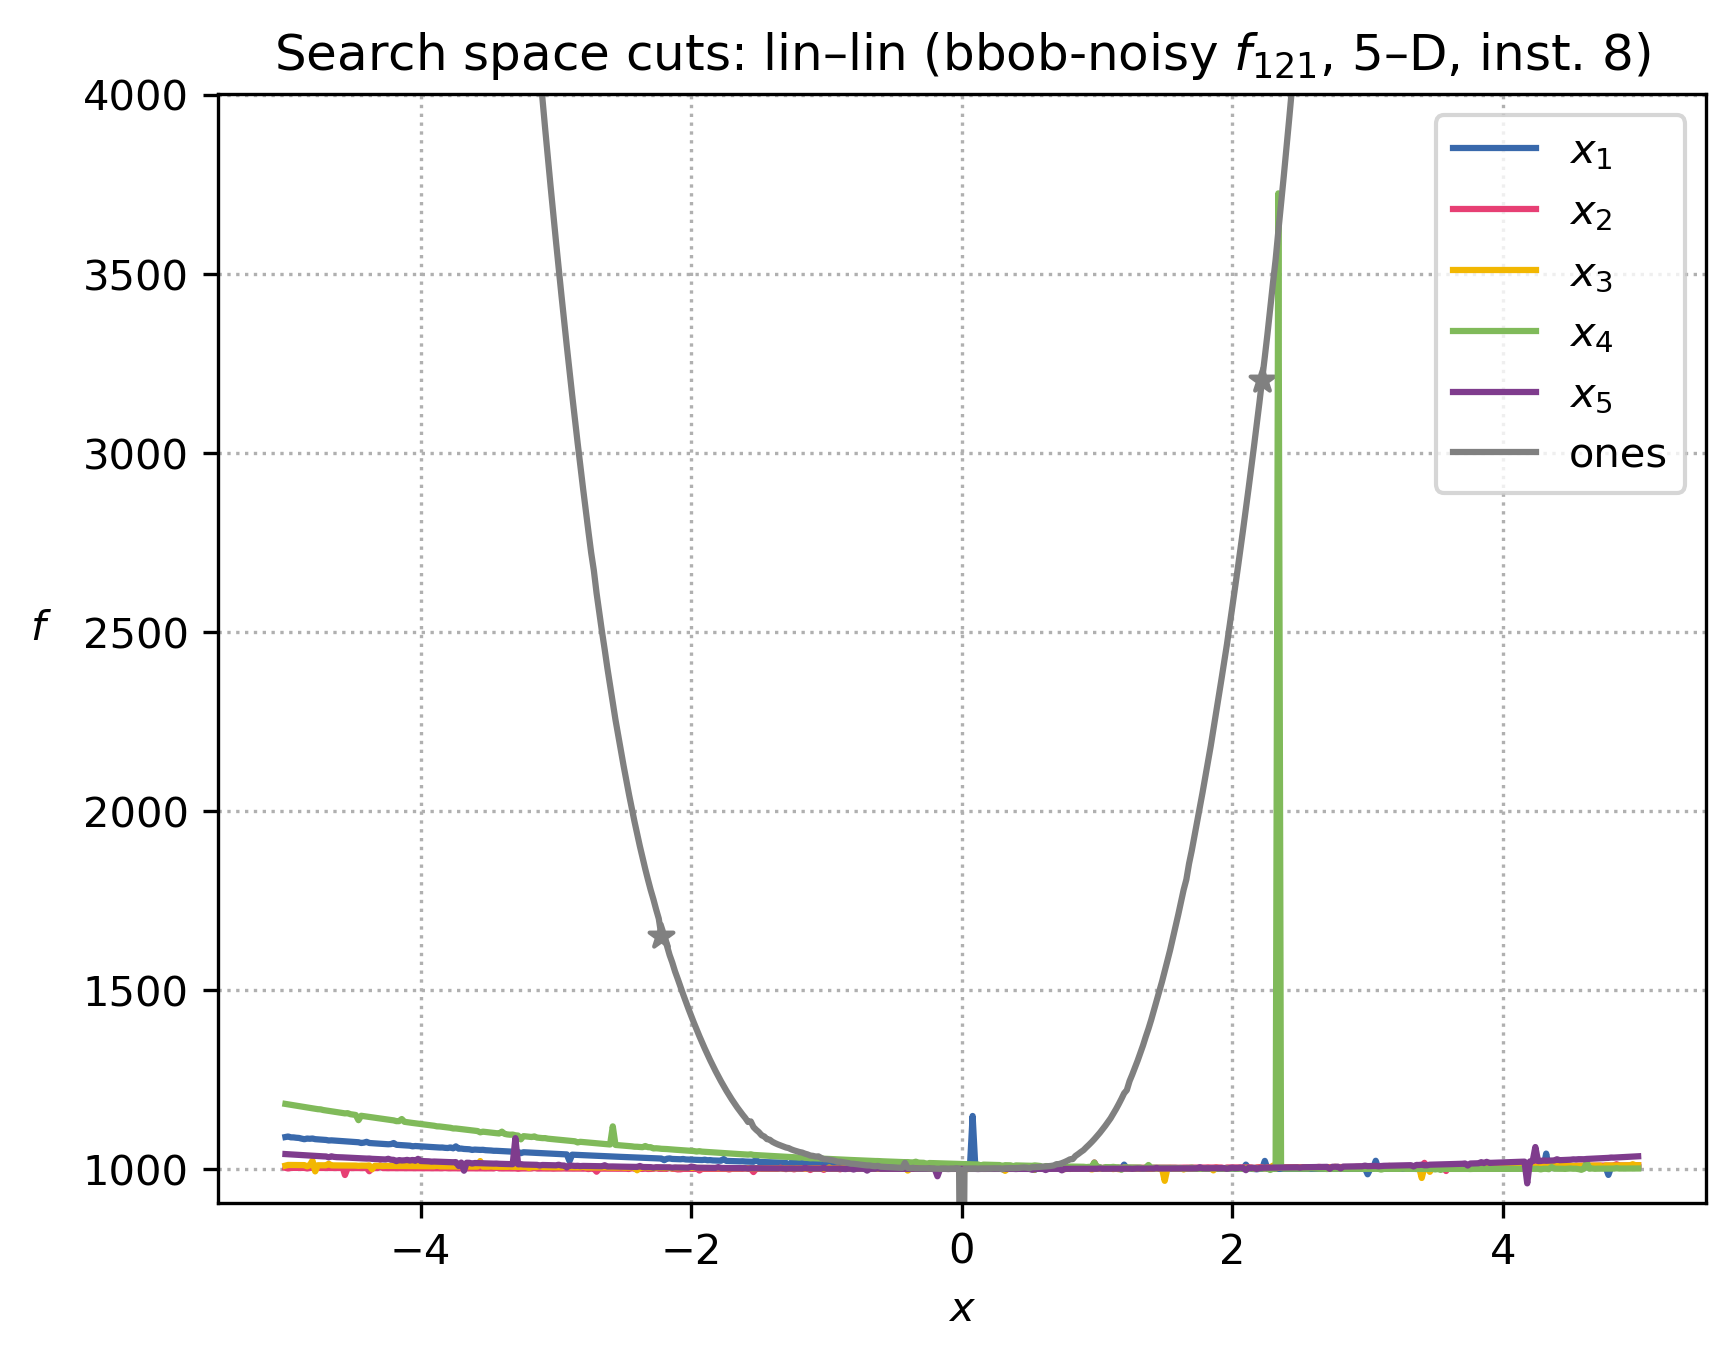 Search space cuts: lin–lin (bbob-noisy f₁₂₁, 5–D, inst. 8)
4000
3500
3000
2500
2000
1500
1000
f
−4
−2
0
2
4
x
x₁
x₂
x₃
x₄
x₅
ones